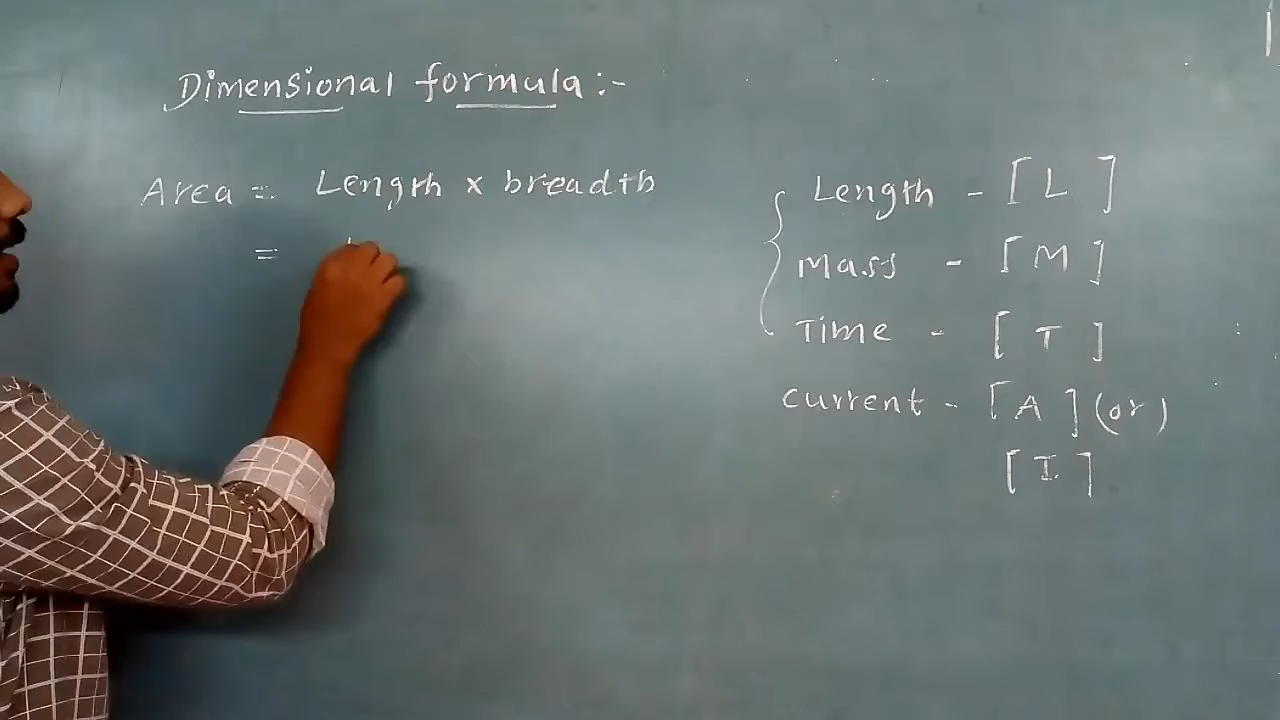 Dimensional formula:-
Area = Length x breadth
=
Length - [ L ]
Mass - [ M ]
Time - [ T ]
current - [ A ] (or)
[ I ]